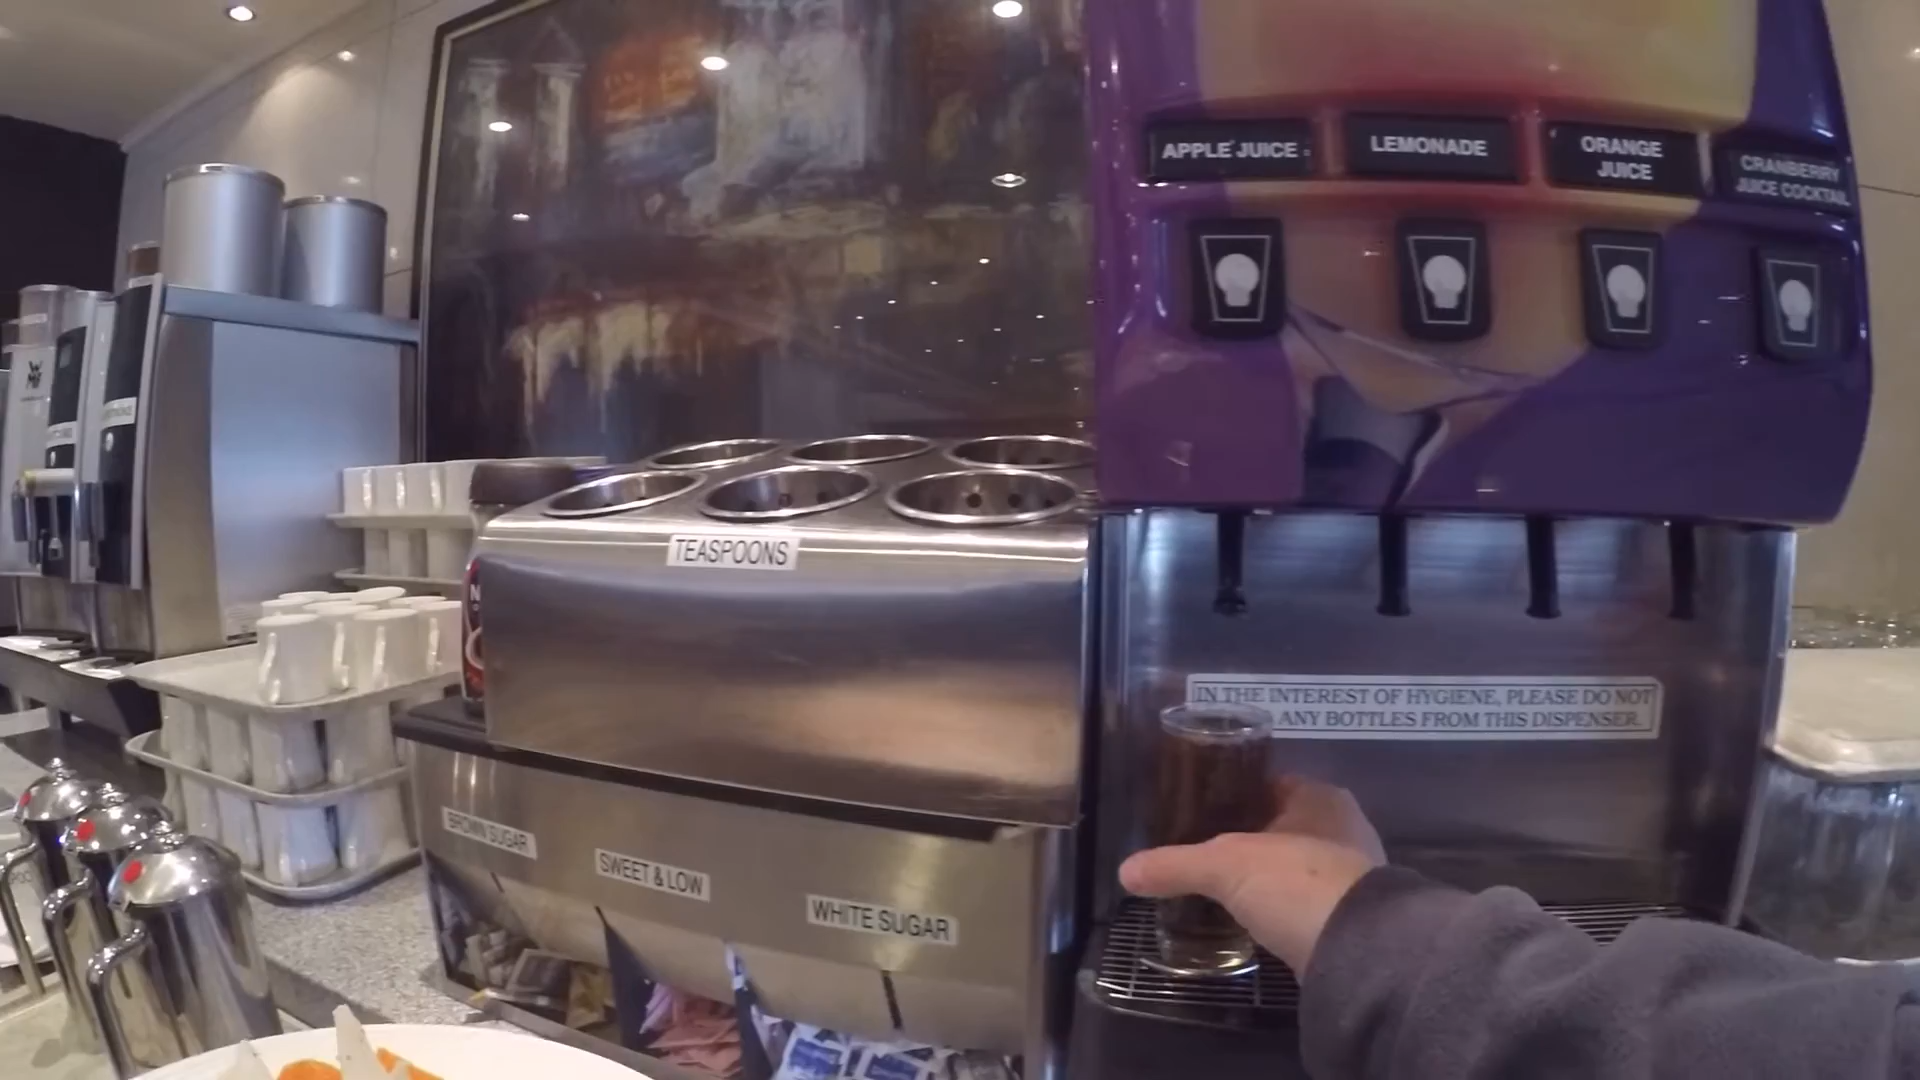 APPLE JUICE
LEMONADE
ORANGE
JUICE
CRANBERRY
JUICE COCKTAIL
WMF
TEASPOONS
IN THE INTEREST OF HYGIENE, PLEASE DO NOT
ANY BOTTLES FROM THIS DISPENSER.
BROWN SUGAR
SWEET & LOW
WHITE SUGAR